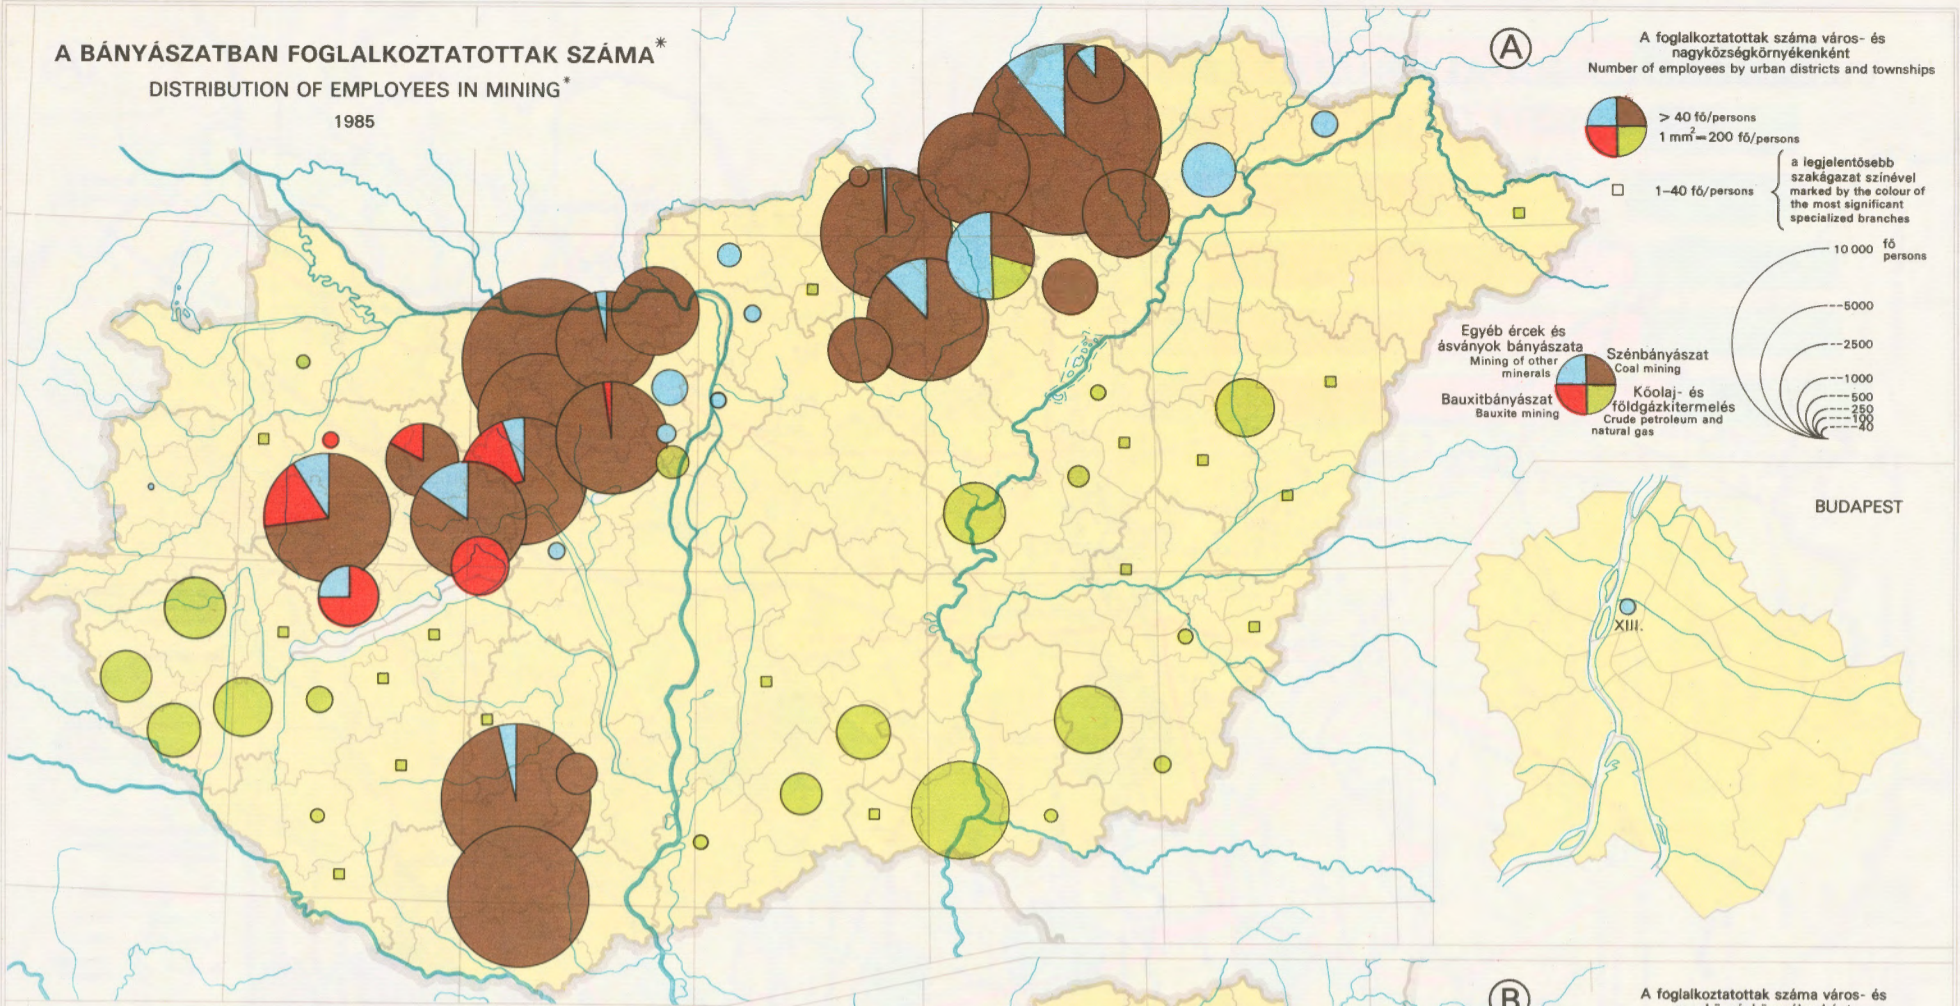 A BÁNYÁSZATBAN FOGLALKOZTATOTTAK SZÁMA*
DISTRIBUTION OF EMPLOYEES IN MINING*
1985
A
A foglalkoztatottak száma város- és
nagyközségkörnyékenként
Number of employees by urban districts and townships
> 40 fő/persons
1 mm²=200 fő/persons
1–40 fő/persons
a legjelentősebb
szakágazat színével
marked by the colour of
the most significant
specialized branches
10 000 fő
persons
5000
2500
1000
500
250
100
40
Egyéb ércek és
ásványok bányászata
Mining of other
minerals
Szénbányászat
Coal mining
Bauxitbányászat
Bauxite mining
Kőolaj- és
földgázkitermelés
Crude petroleum and
natural gas
BUDAPEST
XIII.
B
A foglalkoztatottak száma város- és